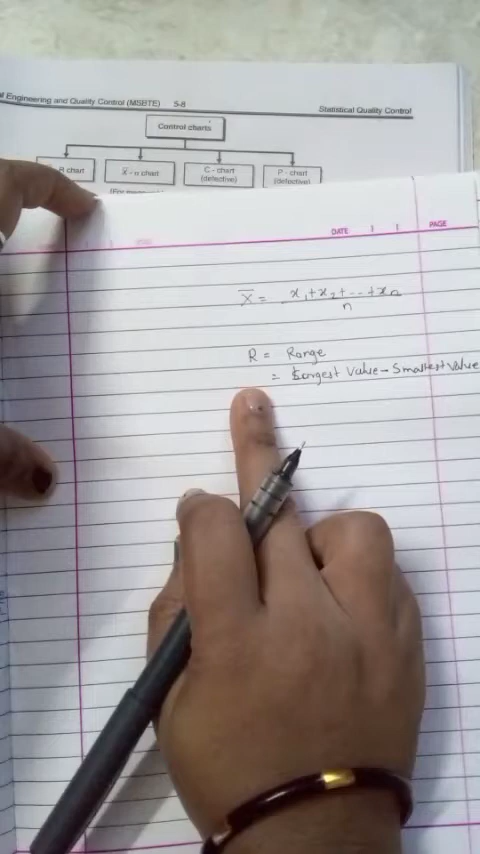 Engineering and Quality Control (MSBTE) 5-8 Statistical Quality Control
Control charts
R chart
X̄ - σ chart
C - chart
(defective)
P - chart
(defective)
(For
DATE
PAGE
X̄ = x₁+x₂+...+xₙ
n
R = Range
= Largest Value - Smallest Value